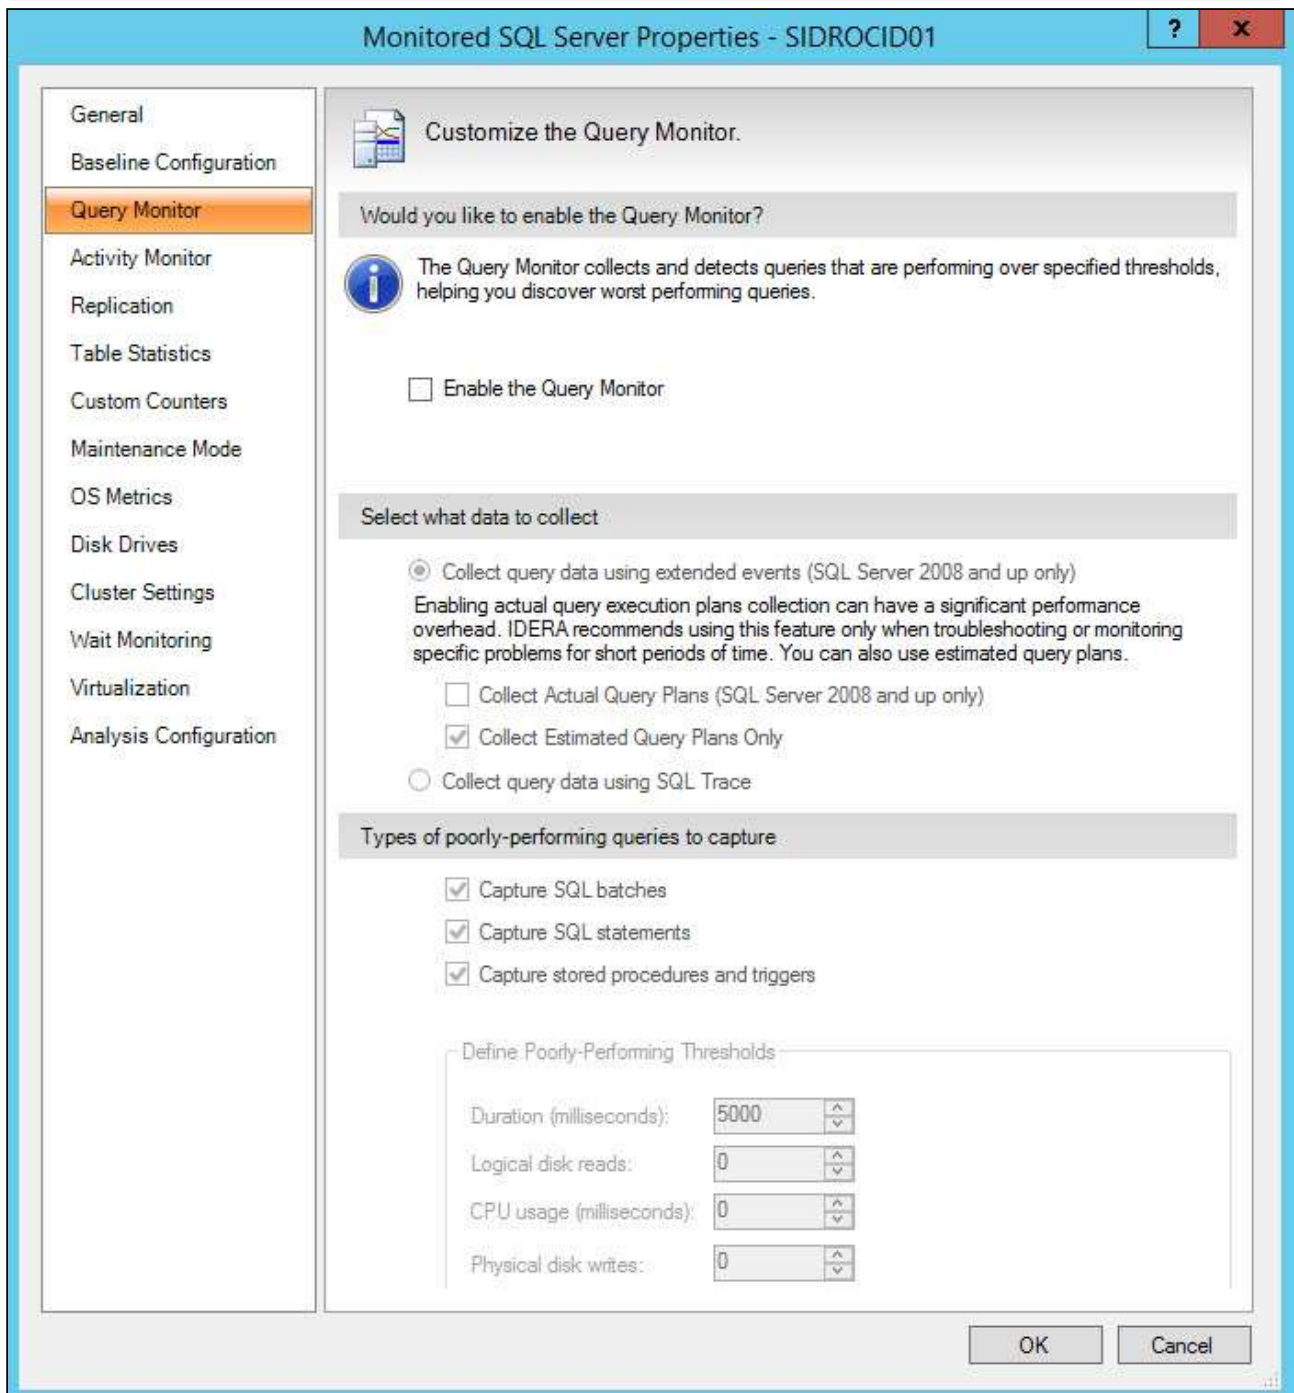 Monitored SQL Server Properties - SIDROCID01
?
x
General
Baseline Configuration
Query Monitor
Activity Monitor
Replication
Table Statistics
Custom Counters
Maintenance Mode
OS Metrics
Disk Drives
Cluster Settings
Wait Monitoring
Virtualization
Analysis Configuration
Customize the Query Monitor.
Would you like to enable the Query Monitor?
The Query Monitor collects and detects queries that are performing over specified thresholds,
helping you discover worst performing queries.
Enable the Query Monitor
Select what data to collect
Collect query data using extended events (SQL Server 2008 and up only)
Enabling actual query execution plans collection can have a significant performance
overhead. IDERA recommends using this feature only when troubleshooting or monitoring
specific problems for short periods of time. You can also use estimated query plans.
Collect Actual Query Plans (SQL Server 2008 and up only)
Collect Estimated Query Plans Only
Collect query data using SQL Trace
Types of poorly-performing queries to capture
Capture SQL batches
Capture SQL statements
Capture stored procedures and triggers
Define Poorly-Performing Thresholds
Duration (milliseconds): 5000
Logical disk reads: 0
CPU usage (milliseconds): 0
Physical disk writes: 0
OK
Cancel